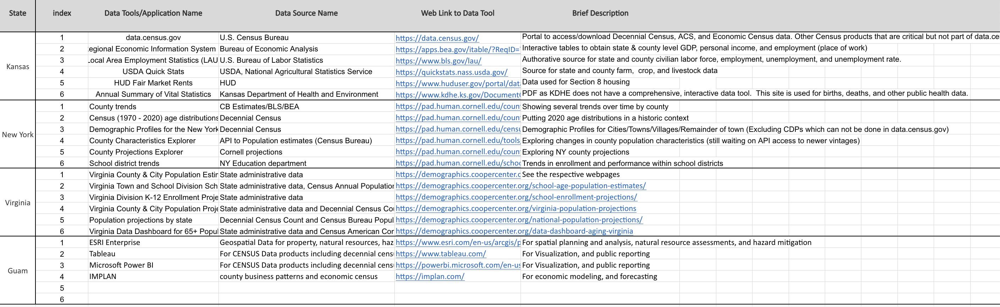 State index Data Tools/Application Name Data Source Name Web Link to Data Tool Brief Description
Kansas
1 data.census.gov U.S. Census Bureau https://data.census.gov/ Portal to access/download Decennial Census, ACS, and Economic Census data. Other Census products that are critical but not part of data.ce
2 egional Economic Information System Bureau of Economic Analysis https://apps.bea.gov/itable/?ReqID= Interactive tables to obtain state & county level GDP, personal income, and employment (place of work)
3 Local Area Employment Statistics (LAU U.S. Bureau of Labor Statistics https://www.bls.gov/lau/ Authorative source for state and county civilian labor force, employment, unemployment, and unemployment rate.
4 USDA Quick Stats USDA, National Agricultural Statistics Service https://quickstats.nass.usda.gov/ Source for state and county farm, crop, and livestock data
5 HUD Fair Market Rents HUD https://www.huduser.gov/portal/dat Data used for Section 8 housing
6 Annual Summary of Vital Statistics Kansas Department of Health and Environment https://www.kdhe.ks.gov/Document PDF as KDHE does not have a comprehensive, interactive data tool. This site is used for births, deaths, and other public health data.
New York
1 County trends CB Estimates/BLS/BEA https://pad.human.cornell.edu/coun Showing several trends over time by county
2 Census (1970 - 2020) age distributions Decennial Census https://pad.human.cornell.edu/coun Putting 2020 age distributions in a historic context
3 Demographic Profiles for the New York Decennial Census https://pad.human.cornell.edu/censu Demographic Profiles for Cities/Towns/Villages/Remainder of town (Excluding CDPs which can not be done in data.census.gov)
4 County Characteristics Explorer API to Population estimates (Census Bureau) https://pad.human.cornell.edu/tools Exploring changes in county population characteristics (still waiting on API access to newer vintages)
5 County Projections Explorer Cornell projections https://pad.human.cornell.edu/coun Exploring NY county projections
6 School district trends NY Education department https://pad.human.cornell.edu/schoo Trends in enrollment and performance within school districts
Virginia
1 Virginia County & City Population Estin State administrative data https://demographics.coopercenter.c See the respective webpages
2 Virginia Town and School Division Sch State administrative data, Census Annual Population https://demographics.coopercenter.org/school-age-population-estimates/
3 Virginia Division K-12 Enrollment Proje State administrative data https://demographics.coopercenter.org/school-enrollment-projections/
4 Virginia County & City Population Proje State administrative data and Decennial Census Cou https://demographics.coopercenter.org/virginia-population-projections
5 Population projections by state Decennial Census Count and Census Bureau Popul https://demographics.coopercenter.org/national-population-projections/
6 Virginia Data Dashboard for 65+ Popul State administrative data and Census American Con https://demographics.coopercenter.org/data-dashboard-aging-virginia
Guam
1 ESRI Enterprise Geospatial Data for property, natural resources, haz https://www.esri.com/en-us/arcgis/p For spatial planning and analysis, natural resource assessments, and hazard mitigation
2 Tableau For CENSUS Data products including decennial cens https://www.tableau.com/ For Visualization, and public reporting
3 Microsoft Power BI For CENSUS Data products including decennial cens https://powerbi.microsoft.com/en-us For Visualization, and public reporting
4 IMPLAN county business patterns and economic census https://implan.com/ For economic modeling, and forecasting
5
6